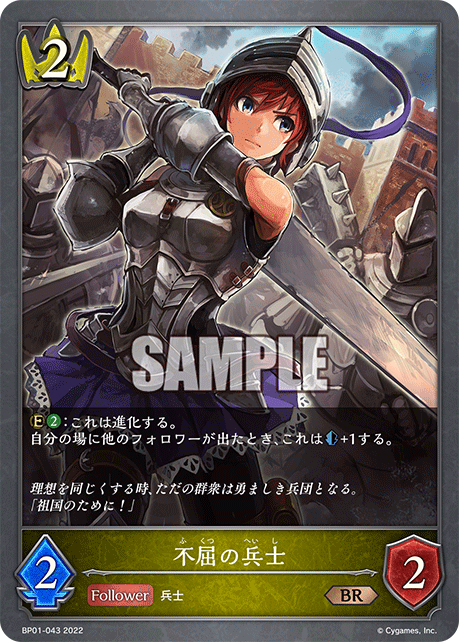 2
SAMPLE
E 2：これは進化する。
自分の場に他のフォロワーが出たとき、これは+1する。
理想を同じくする時、ただの群衆は勇ましき兵団となる。
「祖国のために！」
ふくつ へいし
不屈の兵士
2
Follower 兵士
BR
2
BP01-043 2022
© Cygames, Inc.